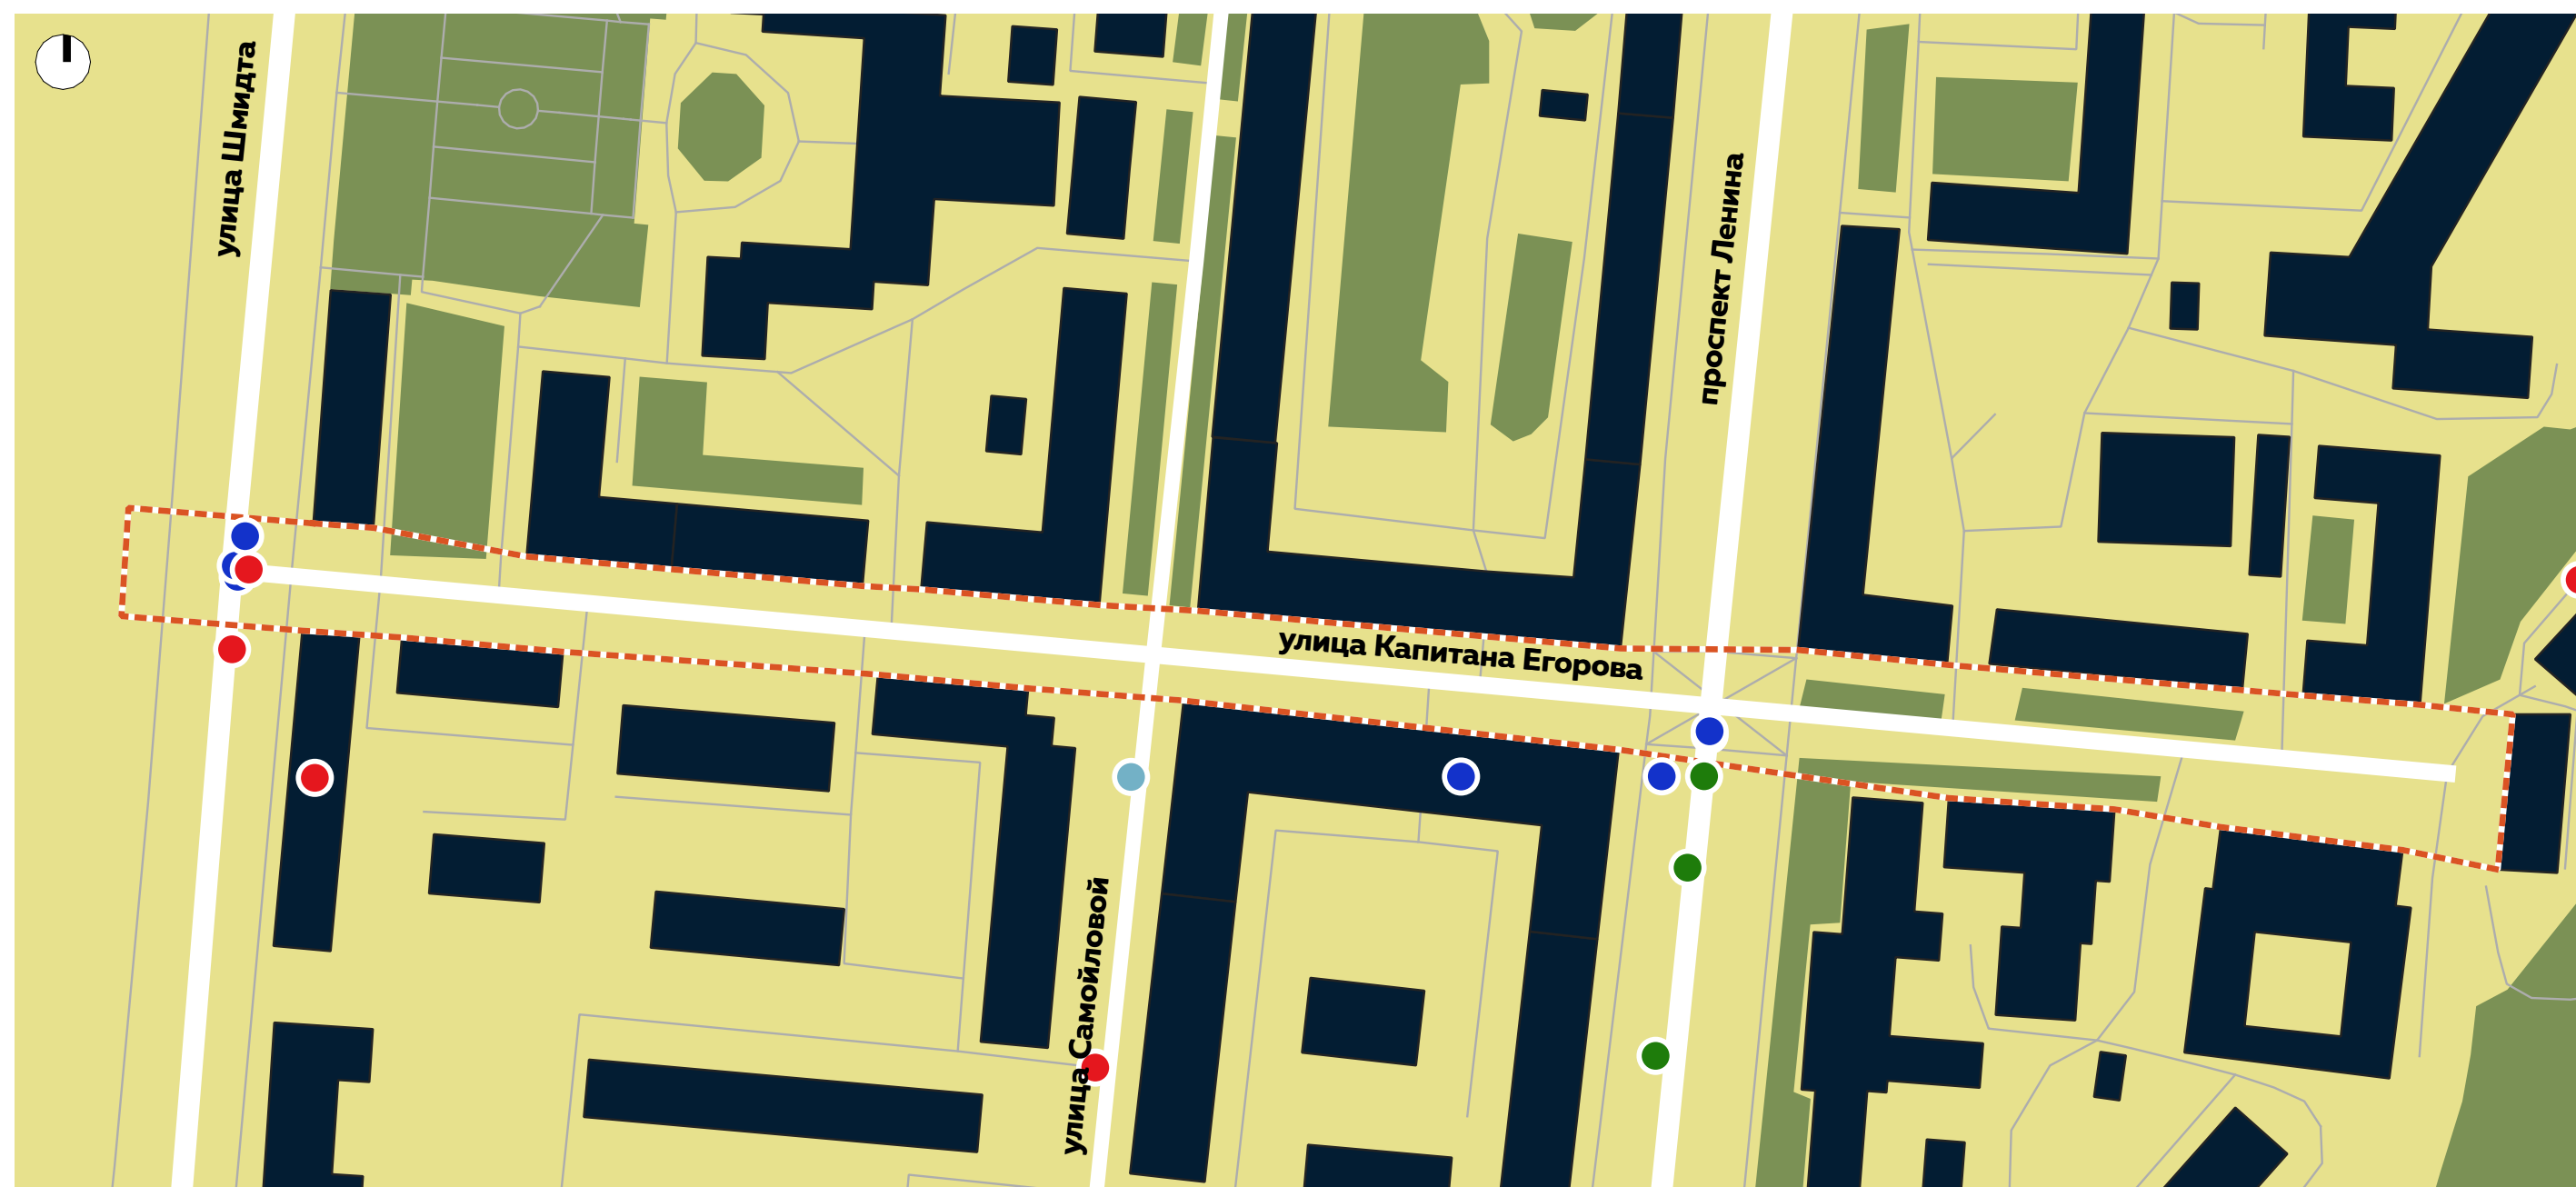 улица Шмидта
проспект Ленина
улица Капитана Егорова
улица Самойловой